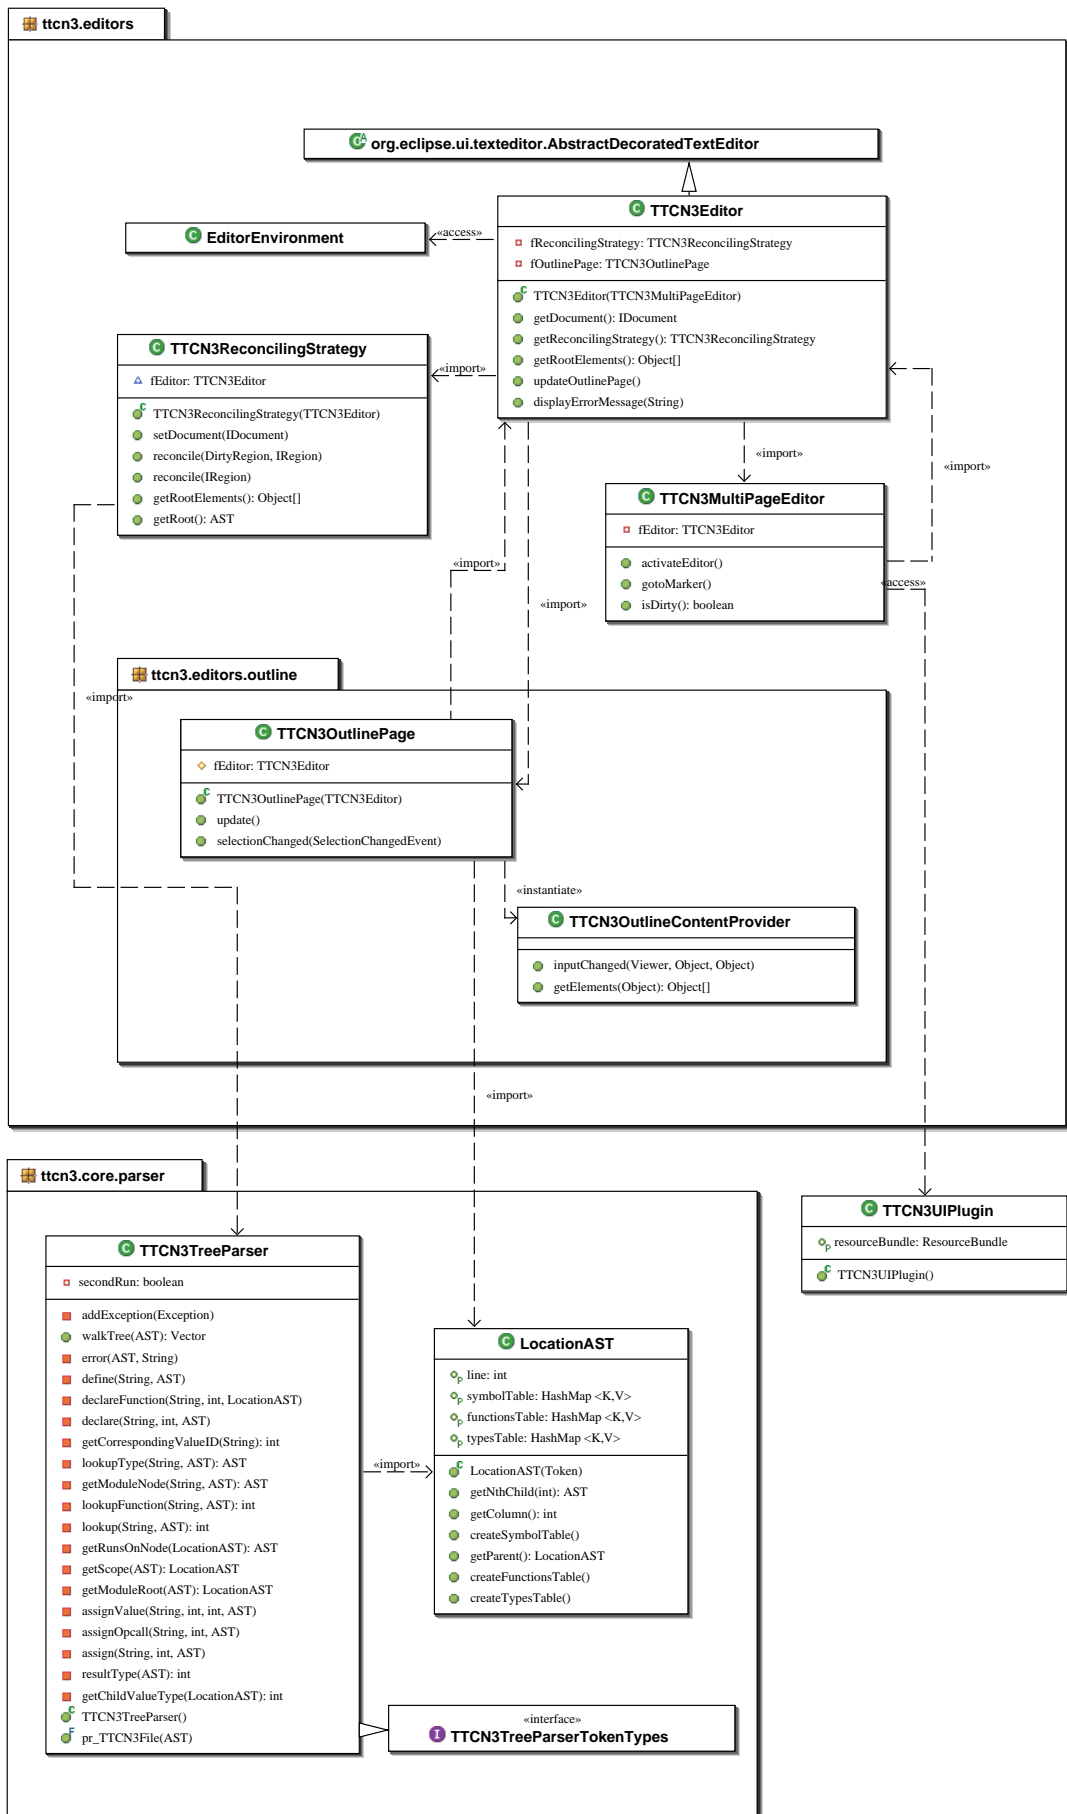 ttcn3.editors
org.eclipse.ui.texteditor.AbstractDecoratedTextEditor
TTCN3Editor
fReconcilingStrategy: TTCN3ReconcilingStrategy
fOutlinePage: TTCN3OutlinePage
TTCN3Editor(TTCN3MultiPageEditor)
getDocument(): IDocument
getReconcilingStrategy(): TTCN3ReconcilingStrategy
getRootElements(): Object[]
updateOutlinePage()
displayErrorMessage(String)
EditorEnvironment
«access»
TTCN3ReconcilingStrategy
fEditor: TTCN3Editor
TTCN3ReconcilingStrategy(TTCN3Editor)
setDocument(IDocument)
reconcile(DirtyRegion, IRegion)
reconcile(IRegion)
getRootElements(): Object[]
getRoot(): AST
«import»
«import»
«import»
TTCN3MultiPageEditor
fEditor: TTCN3Editor
activateEditor()
gotoMarker()
isDirty(): boolean
«access»
«import»
«import»
«import»
ttcn3.editors.outline
TTCN3OutlinePage
fEditor: TTCN3Editor
TTCN3OutlinePage(TTCN3Editor)
update()
selectionChanged(SelectionChangedEvent)
«instantiate»
TTCN3OutlineContentProvider
inputChanged(Viewer, Object, Object)
getElements(Object): Object[]
«import»
ttcn3.core.parser
TTCN3UIPlugin
resourceBundle: ResourceBundle
TTCN3UIPlugin()
TTCN3TreeParser
secondRun: boolean
addException(Exception)
walkTree(AST): Vector
error(AST, String)
define(String, AST)
declareFunction(String, int, LocationAST)
declare(String, int, AST)
getCorrespondingValueID(String): int
lookupType(String, AST): AST
getModuleNode(String, AST): AST
lookupFunction(String, AST): int
lookup(String, AST): int
getRunsOnNode(LocationAST): AST
getScope(AST): LocationAST
getModuleRoot(AST): LocationAST
assignValue(String, int, int, AST)
assignOpcall(String, int, AST)
assign(String, int, AST)
resultType(AST): int
getChildValueType(LocationAST): int
TTCN3TreeParser()
pr_TTCN3File(AST)
«import»
LocationAST
line: int
symbolTable: HashMap <K,V>
functionsTable: HashMap <K,V>
typesTable: HashMap <K,V>
LocationAST(Token)
getNthChild(int): AST
getColumn(): int
createSymbolTable()
getParent(): LocationAST
createFunctionsTable()
createTypesTable()
«interface»
TTCN3TreeParserTokenTypes